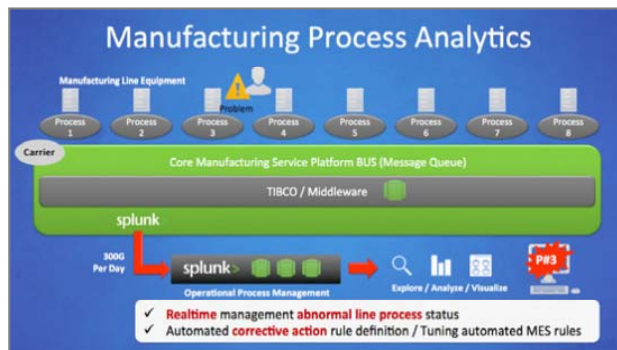 Manufacturing Process Analytics
Manufacturing Line Equipment
Problem
Process 1
Process 2
Process 3
Process 4
Process 5
Process 6
Process 7
Process 8
Carrier
Core Manufacturing Service Platform BUS (Message Queue)
TIBCO / Middleware
splunk
300G
Per Day
splunk>
P#3
Operational Process Management
Explore / Analyze / Visualize
✓ Realtime management abnormal line process status
✓ Automated corrective action rule definition / Tuning automated MES rules